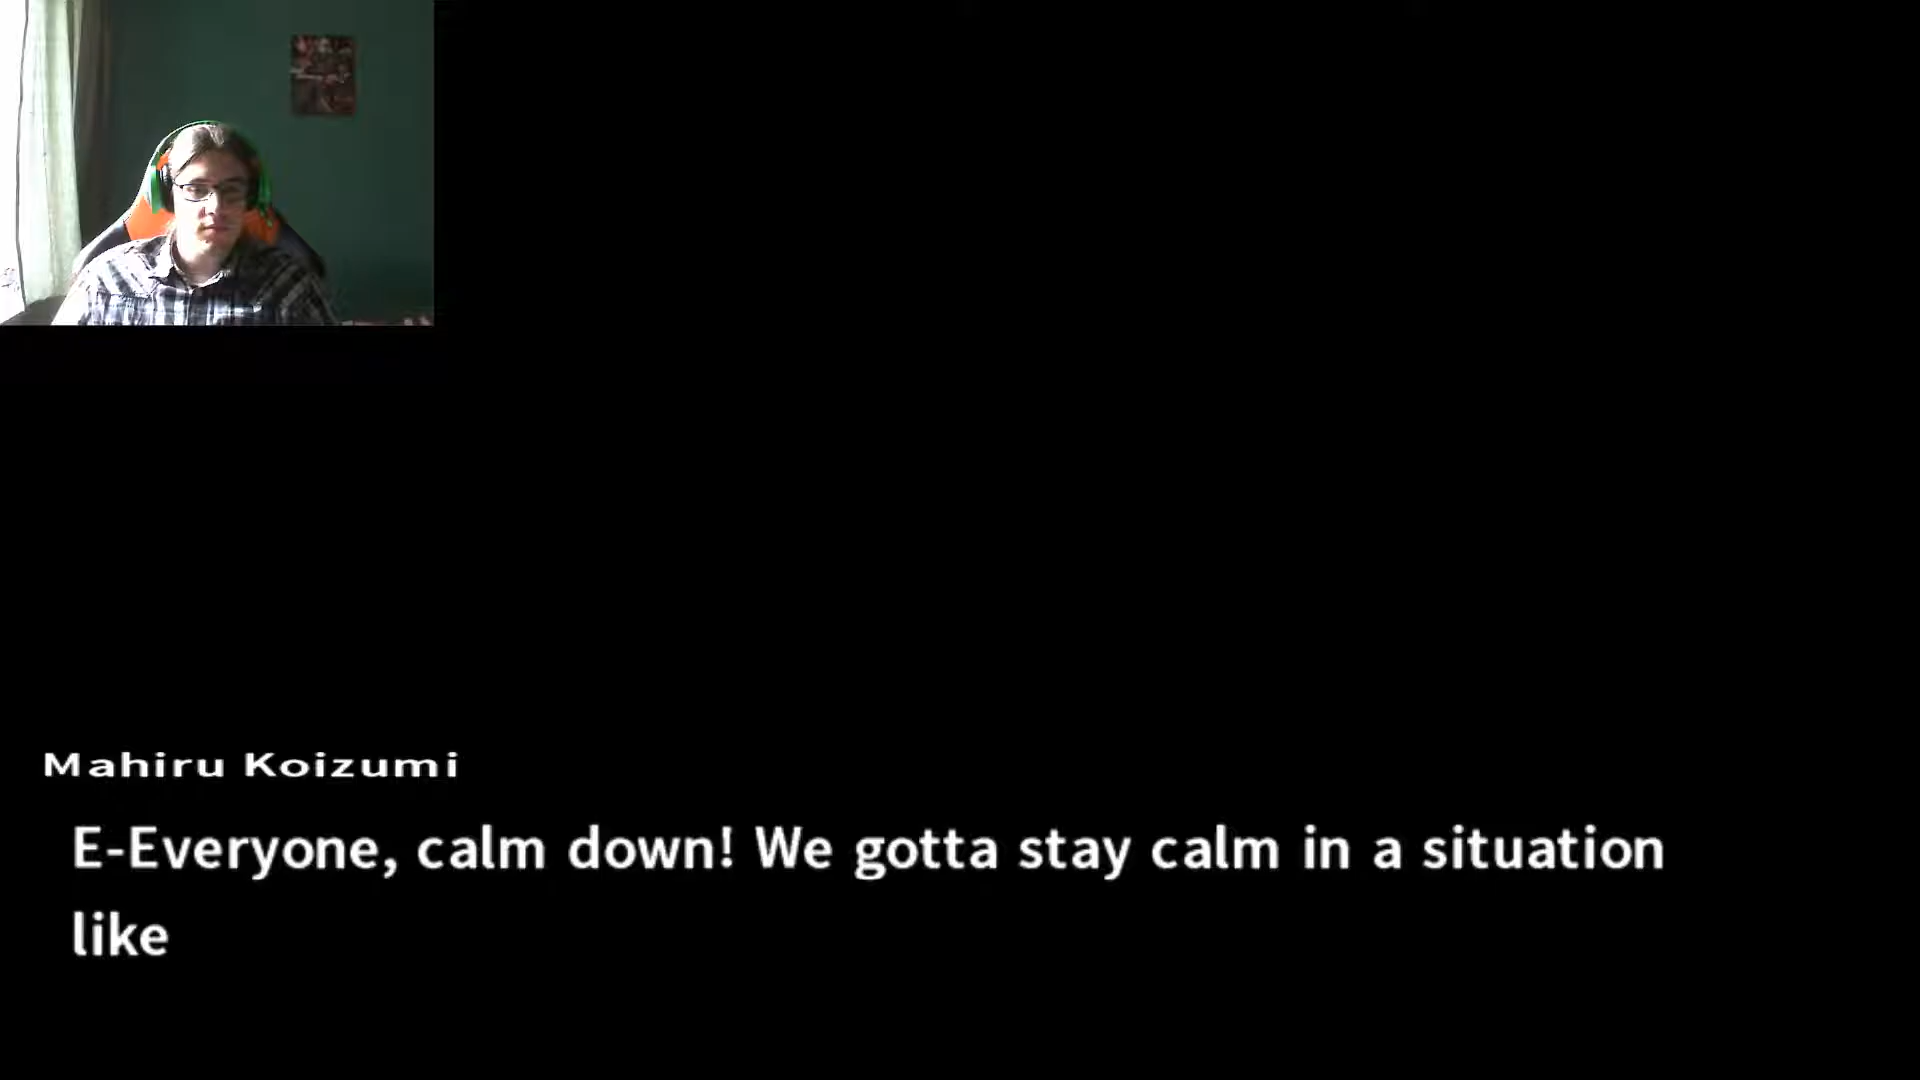 Mahiru Koizumi
E-Everyone, calm down! We gotta stay calm in a situation
like